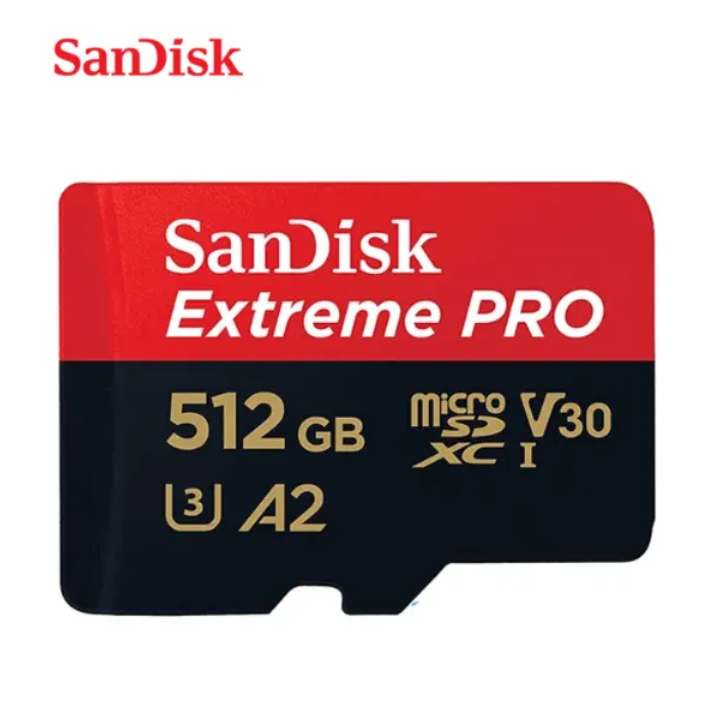 SanDisk
SanDisk
Extreme PRO
512 GB
micro SD XC I V30
3 A2